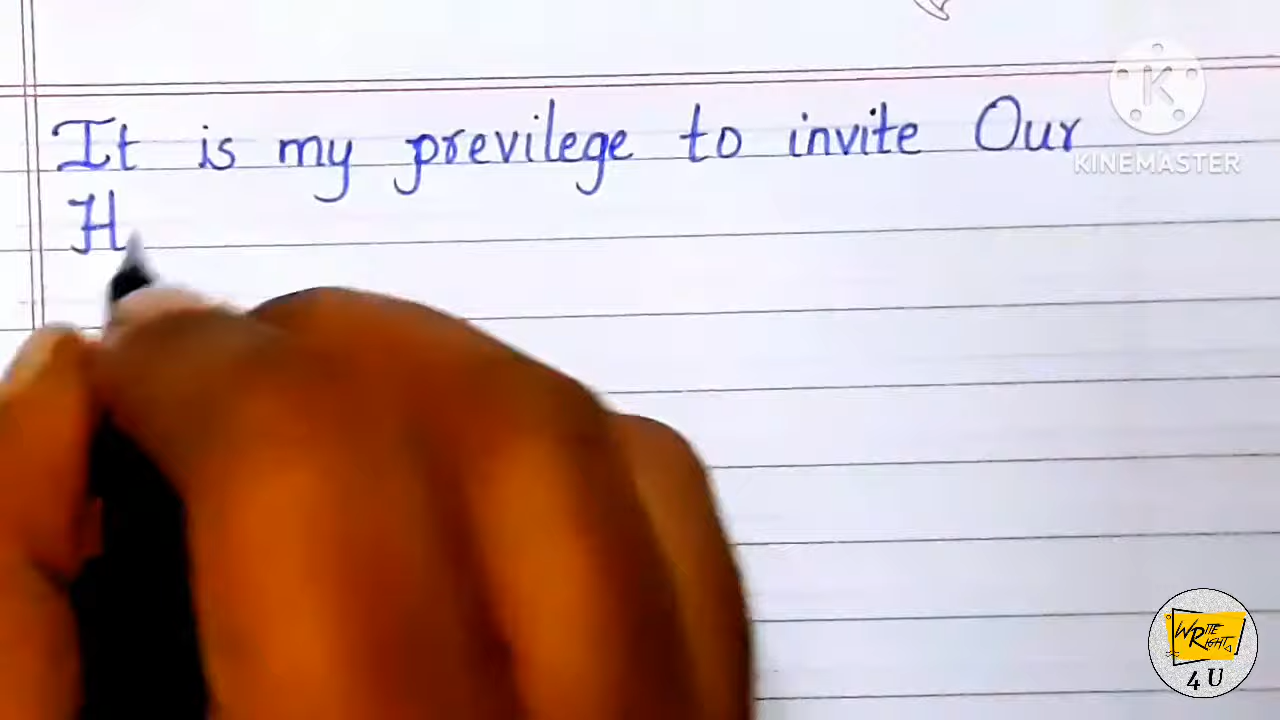 It is my previlege to invite Our
H
KINEMASTER
WRITE
RIGHT
4 U